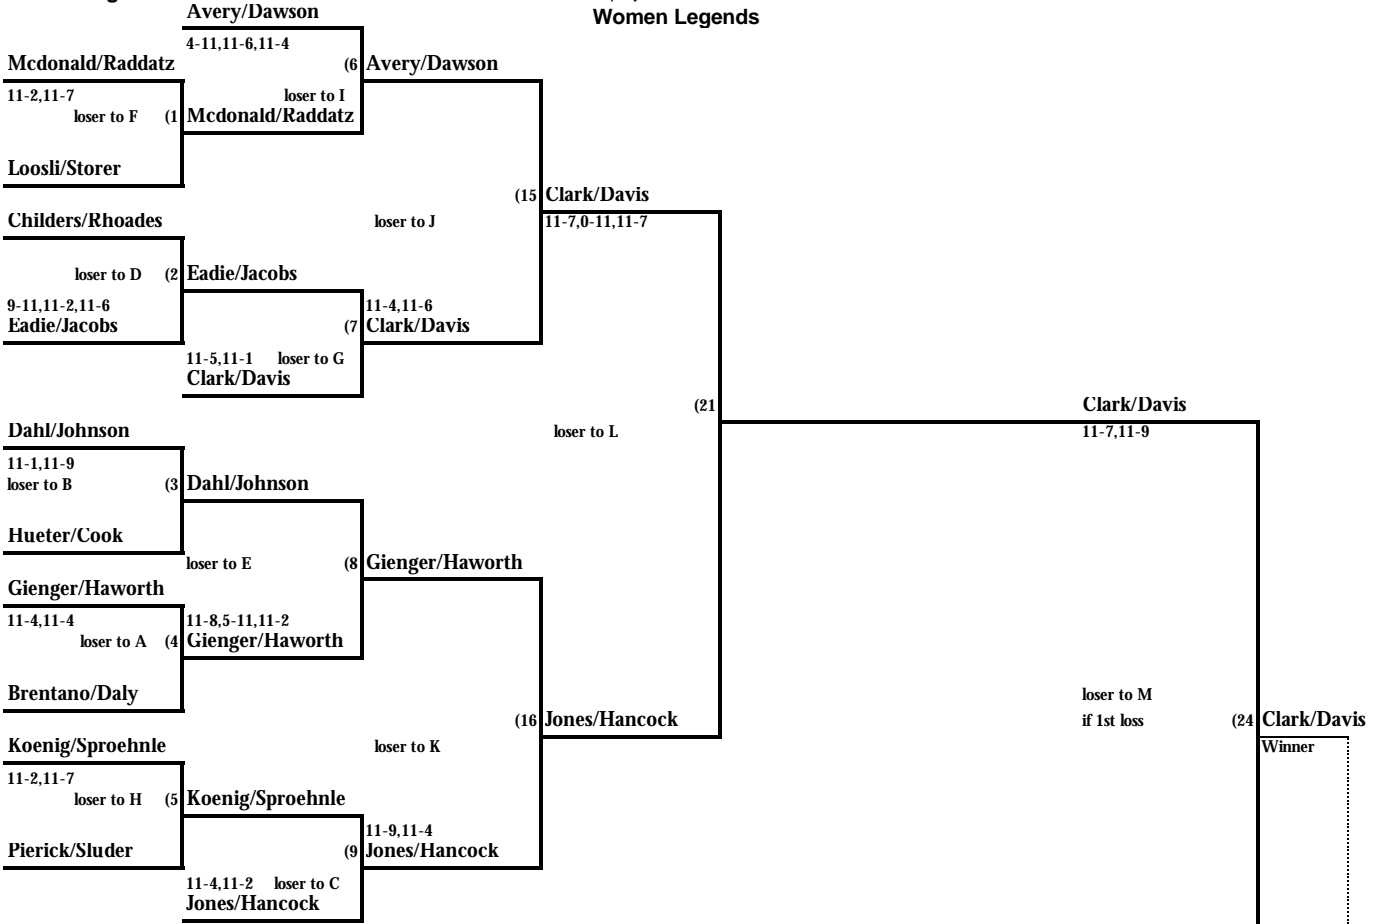 Avery/Dawson
Women Legends
4-11,11-6,11-4
Mcdonald/Raddatz
(6 Avery/Dawson
11-2,11-7
loser to I
loser to F (1 Mcdonald/Raddatz
Loosli/Storer
(15 Clark/Davis
Childers/Rhoades
loser to J
11-7,0-11,11-7
loser to D (2 Eadie/Jacobs
9-11,11-2,11-6
11-4,11-6
Eadie/Jacobs
(7 Clark/Davis
11-5,11-1 loser to G
Clark/Davis
(21
Clark/Davis
Dahl/Johnson
loser to L
11-7,11-9
11-1,11-9
loser to B (3 Dahl/Johnson
Hueter/Cook
loser to E (8 Gienger/Haworth
Gienger/Haworth
11-4,11-4
11-8,5-11,11-2
loser to A (4 Gienger/Haworth
Brentano/Daly
loser to M
(16 Jones/Hancock
if 1st loss (24 Clark/Davis
Koenig/Sproehnle
loser to K
Winner
11-2,11-7
loser to H (5 Koenig/Sproehnle
11-9,11-4
Pierick/Sluder
(9 Jones/Hancock
11-4,11-2 loser to C
Jones/Hancock